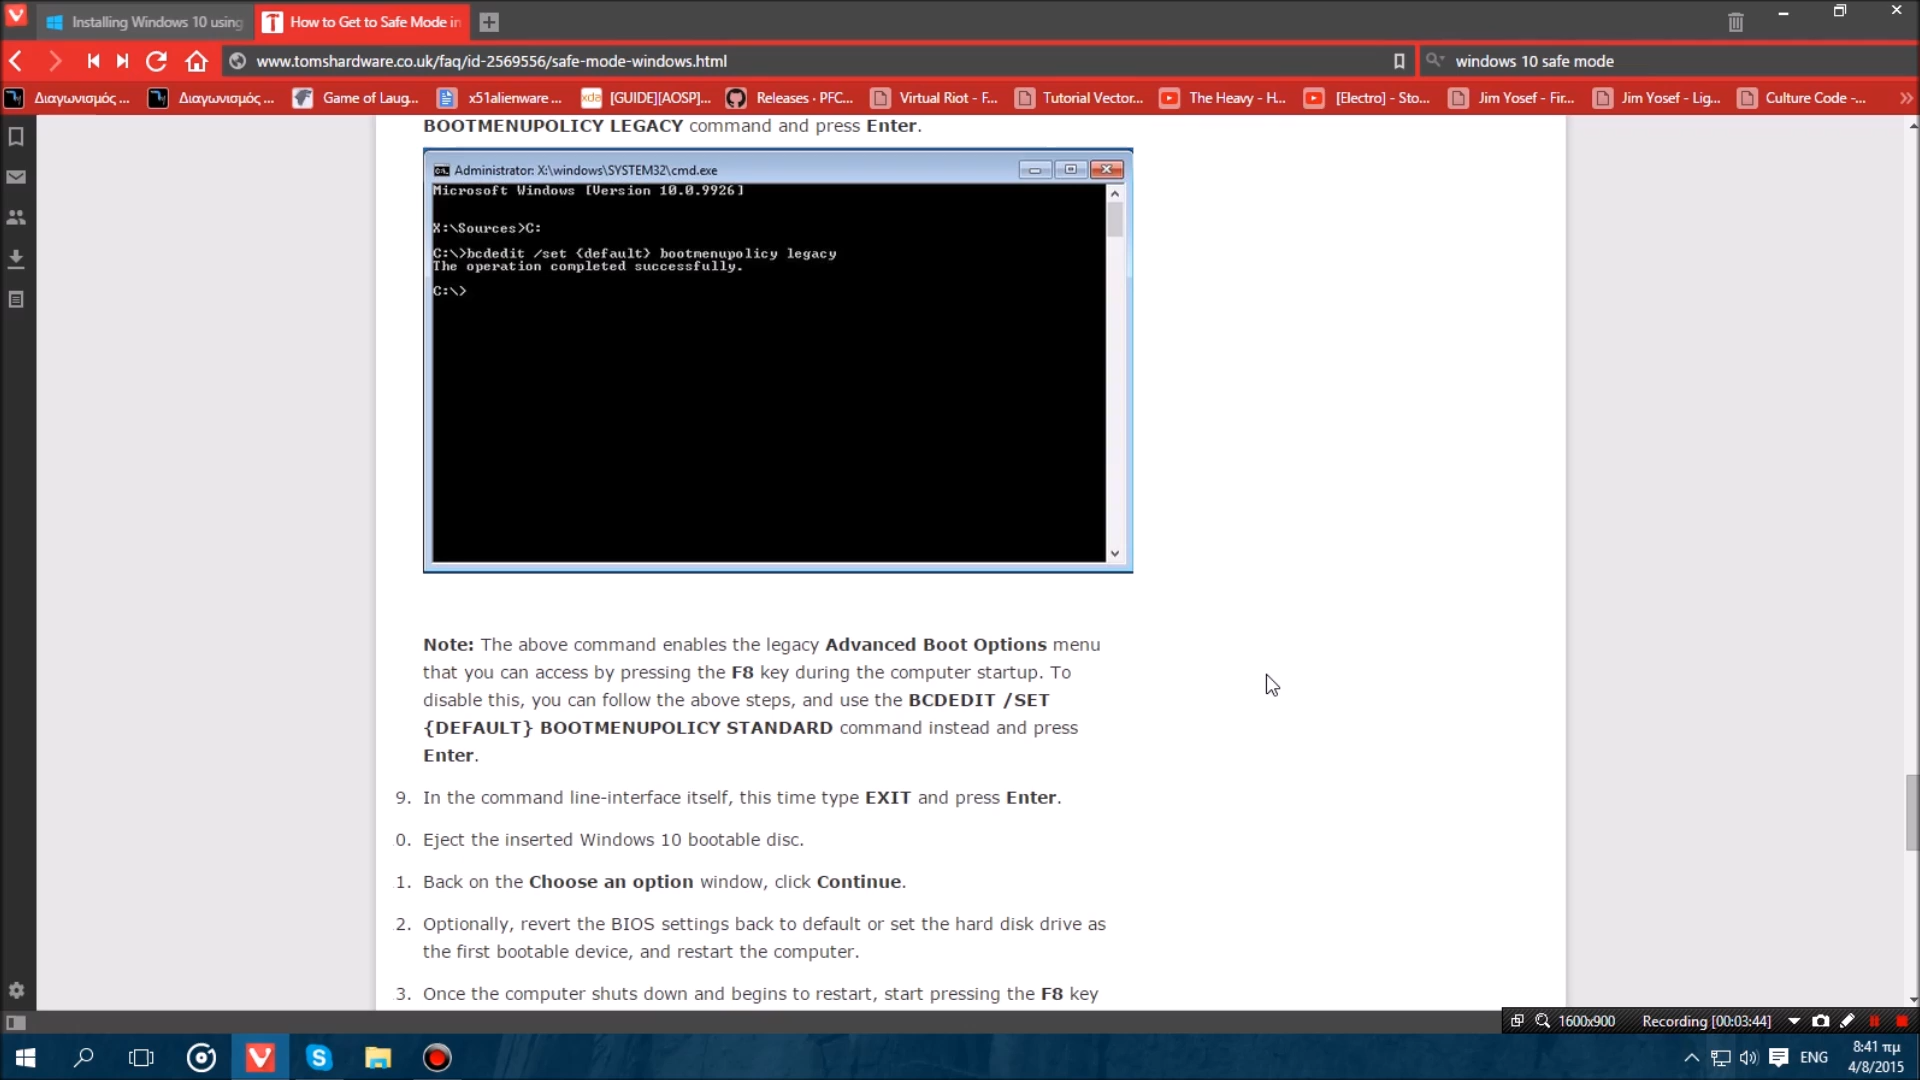 Installing Windows 10 using
How to Get to Safe Mode in
www.tomshardware.co.uk/faq/id-2569556/safe-mode-windows.html
windows 10 safe mode
Διαγωνισμός ...
Διαγωνισμός ...
Game of Laug...
x51alienware ...
xda
[GUIDE][AOSP]...
Releases · PFC...
Virtual Riot - F...
Tutorial Vector...
The Heavy - H...
[Electro] - Sto...
Jim Yosef - Fir...
Jim Yosef - Lig...
Culture Code -...
BOOTMENUPOLICY LEGACY command and press Enter.
Administrator: X:\windows\SYSTEM32\cmd.exe
Microsoft Windows [Version 10.0.9926]
X:\Sources>C:
C:\>bcdedit /set {default} bootmenupolicy legacy
The operation completed successfully.
C:\>
Note: The above command enables the legacy Advanced Boot Options menu
that you can access by pressing the F8 key during the computer startup. To
disable this, you can follow the above steps, and use the BCDEDIT /SET
{DEFAULT} BOOTMENUPOLICY STANDARD command instead and press
Enter.
9. In the command line-interface itself, this time type EXIT and press Enter.
0. Eject the inserted Windows 10 bootable disc.
1. Back on the Choose an option window, click Continue.
2. Optionally, revert the BIOS settings back to default or set the hard disk drive as
the first bootable device, and restart the computer.
3. Once the computer shuts down and begins to restart, start pressing the F8 key
1600x900
Recording [00:03:44]
ENG
8:41 πμ
4/8/2015